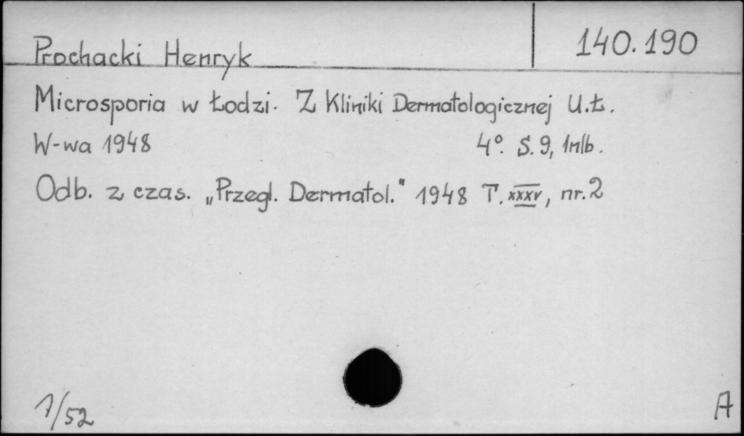 Prochacki Henryk
140.190
Microsporia w Łodzi. Z Kliniki Dermatologicznej U.Ł.
W-wa 1948 4º. S. 9, 1nlb.
Odb. z czas. „Przegl. Dermatol." 1948 T. XXXV, nr. 2
1/52
A